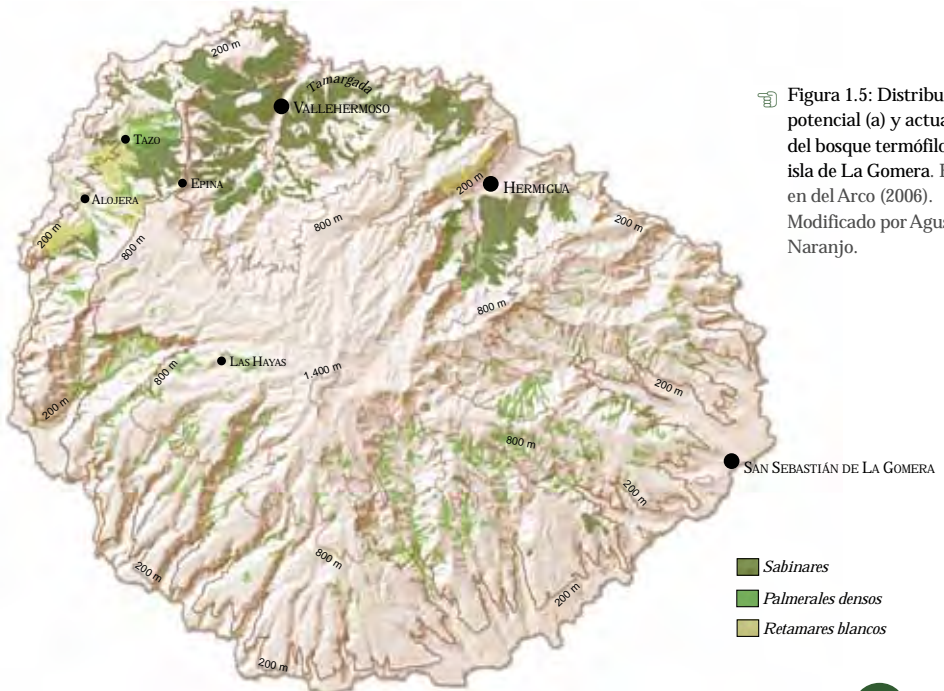 200 m
Tamargada
VALLEHERMOSO
TAZO
EPINA
ALOJERA
200 m
HERMIGUA
200 m
800 m
800 m
200 m
800 m
LAS HAYAS
800 m
1.400 m
200 m
200 m
800 m
SAN SEBASTIÁN DE LA GOMERA
200 m
800 m
200 m
200 m
200 m
Figura 1.5: Distribu
potencial (a) y actua
del bosque termófilo
isla de La Gomera.
en del Arco (2006).
Modificado por Agus
Naranjo.
Sabinares
Palmerales densos
Retamares blancos